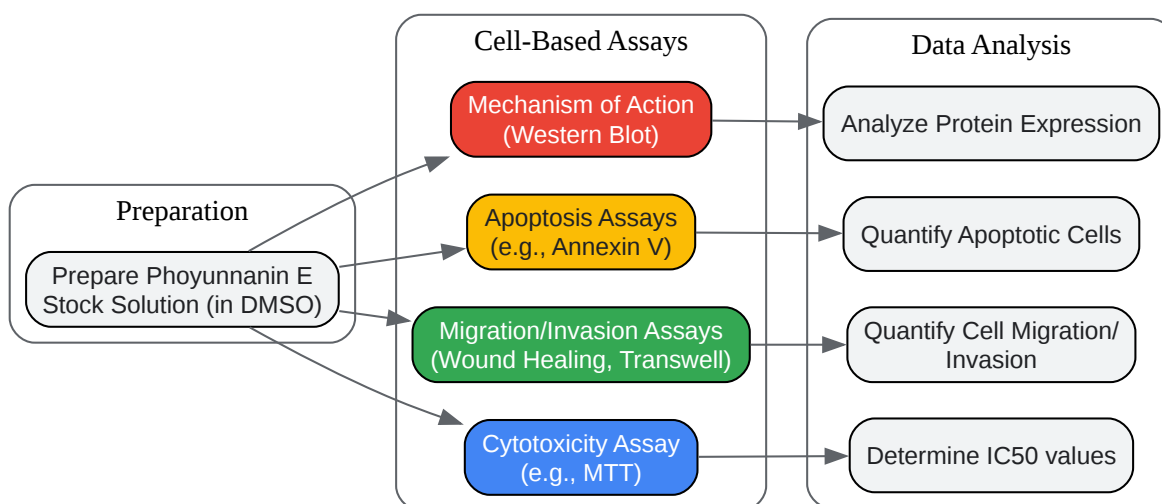 Preparation
Prepare Phoyunnanin E
Stock Solution (in DMSO)
Cell-Based Assays
Mechanism of Action
(Western Blot)
Apoptosis Assays
(e.g., Annexin V)
Migration/Invasion Assays
(Wound Healing, Transwell)
Cytotoxicity Assay
(e.g., MTT)
Data Analysis
Analyze Protein Expression
Quantify Apoptotic Cells
Quantify Cell Migration/
Invasion
Determine IC50 values